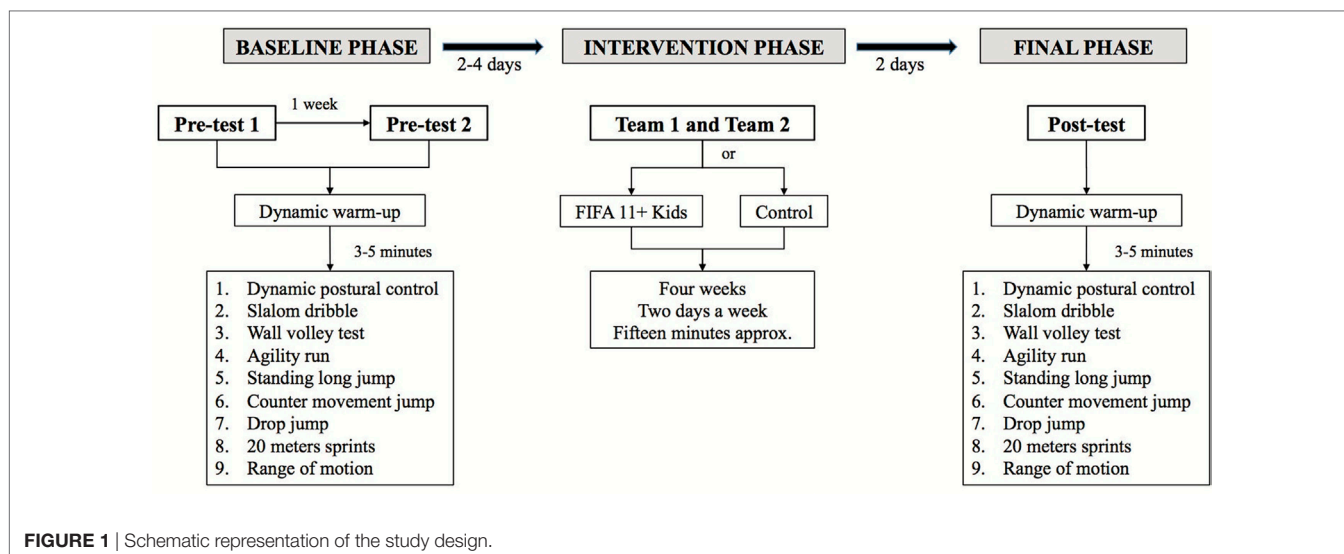 BASELINE PHASE
2-4 days
INTERVENTION PHASE
2 days
FINAL PHASE
Pre-test 1
1 week
Pre-test 2
Dynamic warm-up
3-5 minutes
1. Dynamic postural control
2. Slalom dribble
3. Wall volley test
4. Agility run
5. Standing long jump
6. Counter movement jump
7. Drop jump
8. 20 meters sprints
9. Range of motion
Team 1 and Team 2
or
FIFA 11+ Kids
Control
Four weeks
Two days a week
Fifteen minutes approx.
Post-test
Dynamic warm-up
3-5 minutes
1. Dynamic postural control
2. Slalom dribble
3. Wall volley test
4. Agility run
5. Standing long jump
6. Counter movement jump
7. Drop jump
8. 20 meters sprints
9. Range of motion
FIGURE 1 | Schematic representation of the study design.